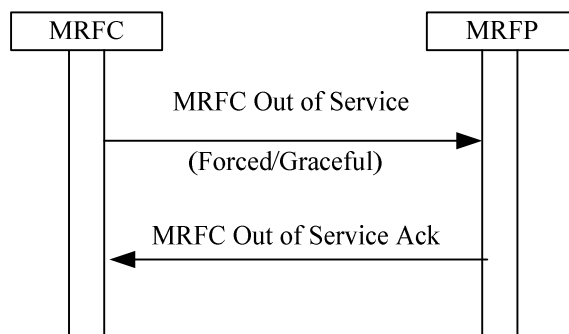 MRFC
MRFP
MRFC Out of Service
(Forced/Graceful)
MRFC Out of Service Ack